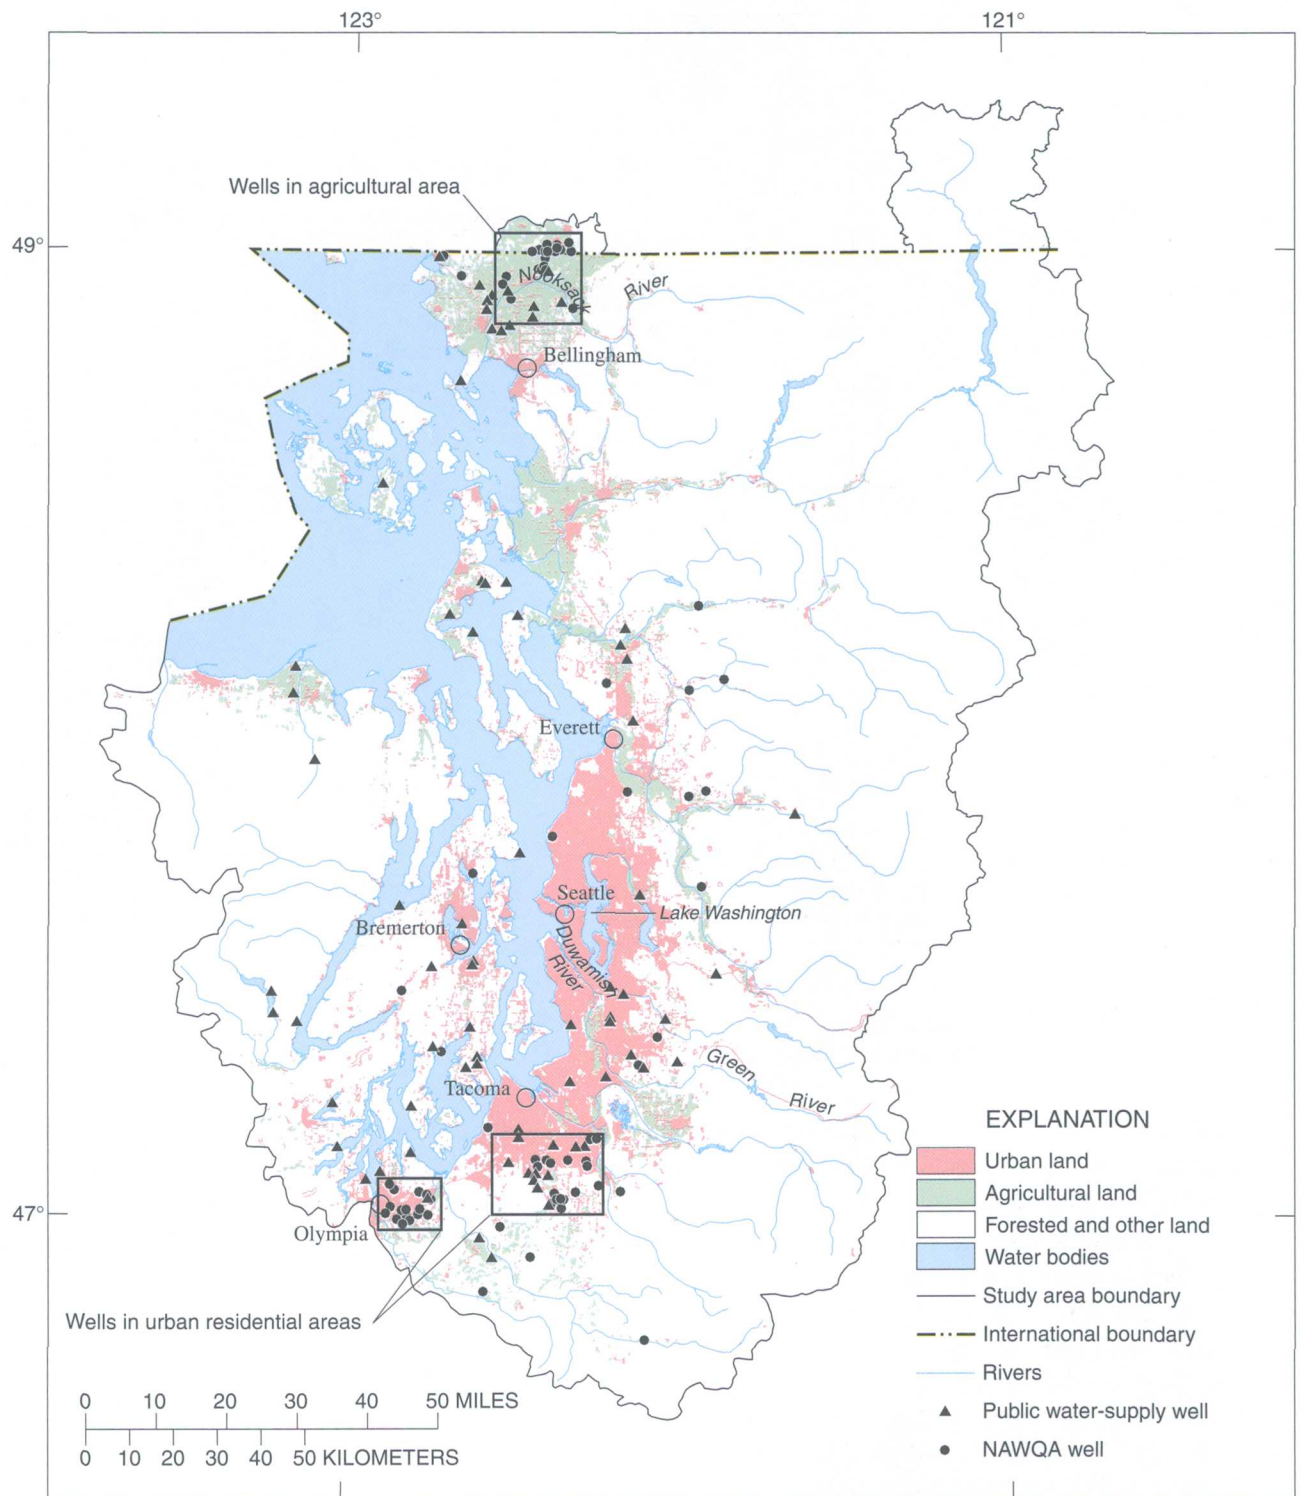 123°
121°
Wells in agricultural area
49°
Nooksack
River
Bellingham
Everett
Seattle
Lake Washington
Bremerton
Duwamish
River
Green
River
Tacoma
47°
Olympia
Wells in urban residential areas
EXPLANATION
Urban land
Agricultural land
Forested and other land
Water bodies
Study area boundary
International boundary
Rivers
Public water-supply well
NAWQA well
0 10 20 30 40 50 MILES
0 10 20 30 40 50 KILOMETERS